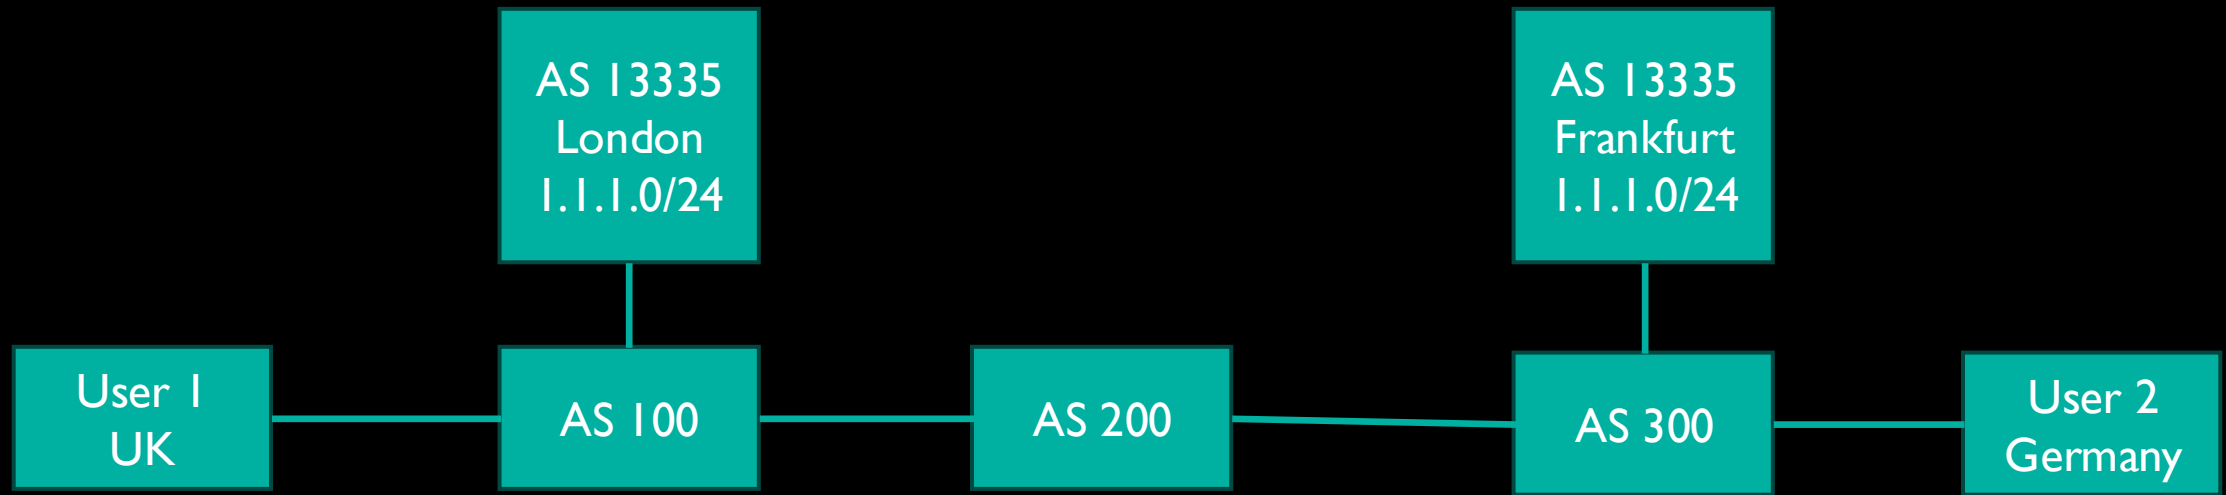 AS 13335
London
1.1.1.0/24
AS 13335
Frankfurt
1.1.1.0/24
User 1
UK
AS 100
AS 200
AS 300
User 2
Germany